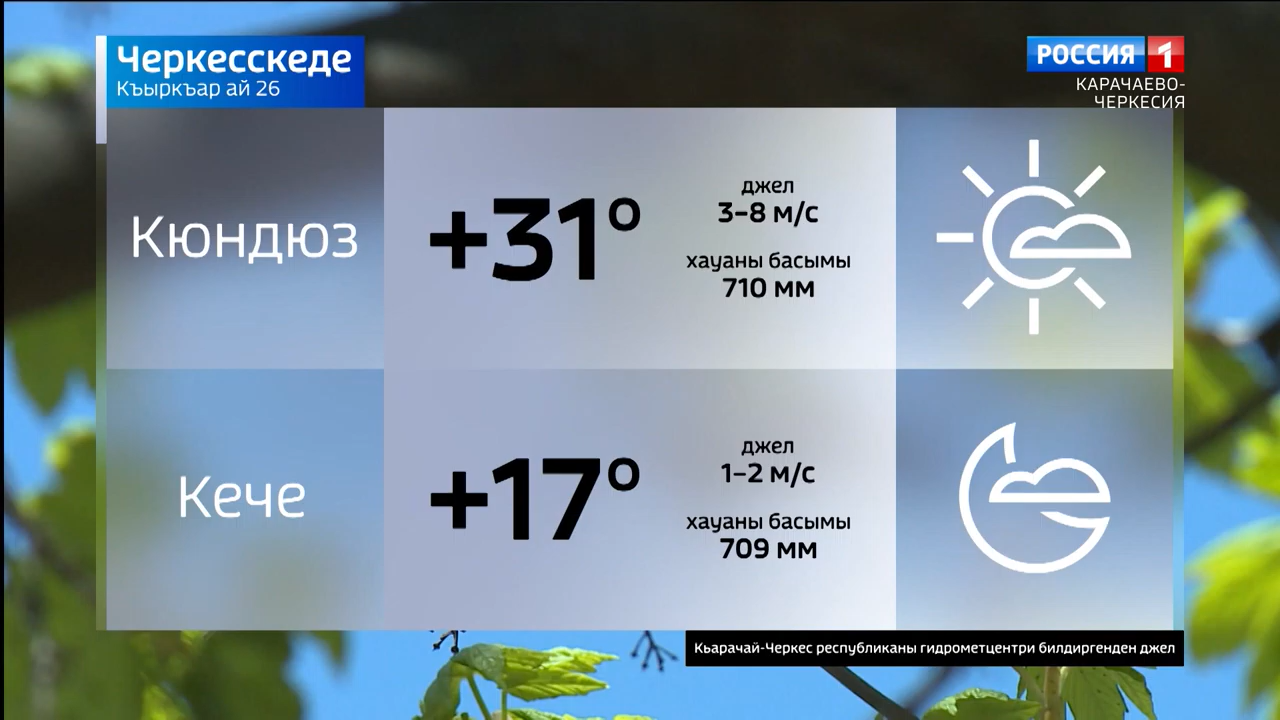 Черкесскеде
Къыркъар ай 26
РОССИЯ 1
КАРАЧАЕВО-
ЧЕРКЕСИЯ
Кюндюз
+31°
джел
3-8 м/с
хауаны басымы
710 мм
Кече
+17°
джел
1-2 м/с
хауаны басымы
709 мм
Кьарачай-Черкес республиканы гидрометцентри билдиргенден джел